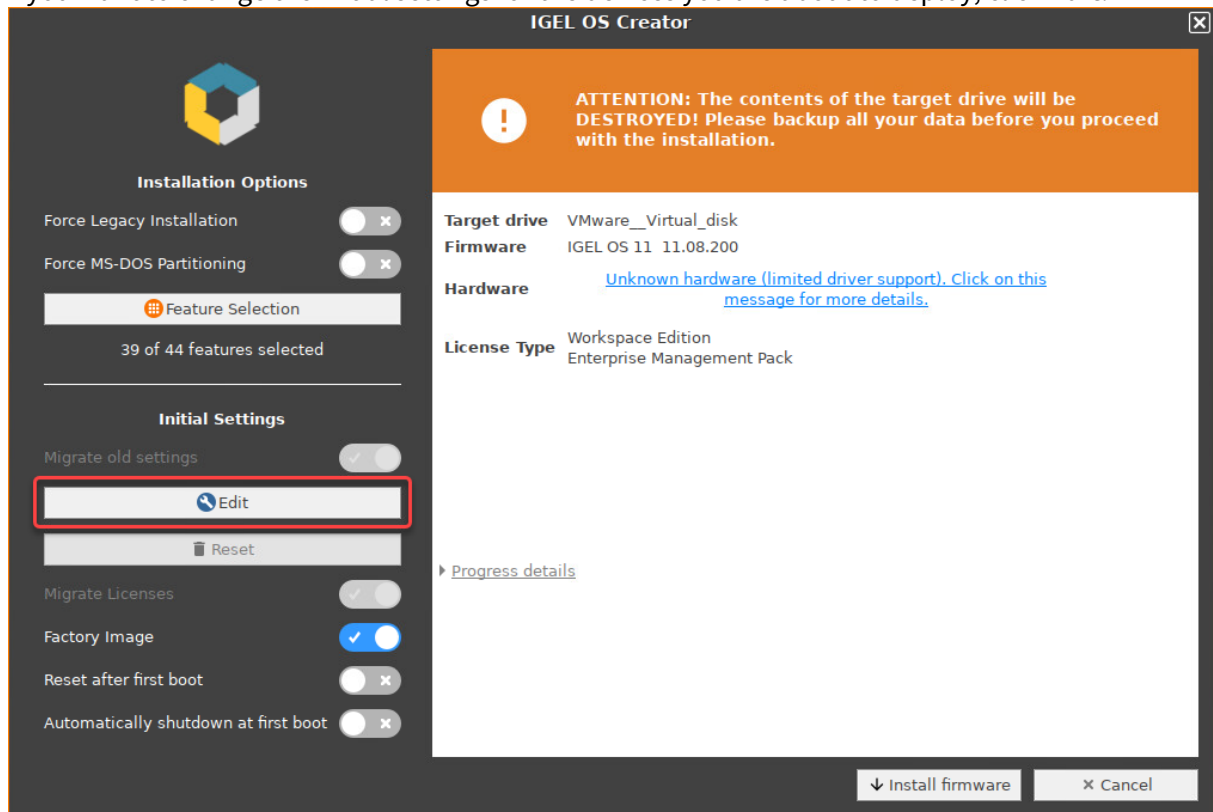 IGEL OS Creator
ATTENTION: The contents of the target drive will be
DESTROYED! Please backup all your data before you proceed
with the installation.
Installation Options
Force Legacy Installation
Force MS-DOS Partitioning
Feature Selection
39 of 44 features selected
Initial Settings
Migrate old settings
Edit
Reset
Migrate Licenses
Factory Image
Reset after first boot
Automatically shutdown at first boot
Target drive VMware__Virtual_disk
Firmware IGEL OS 11 11.08.200
Hardware Unknown hardware (limited driver support). Click on this
message for more details.
License Type Workspace Edition
Enterprise Management Pack
Progress details
Install firmware
Cancel